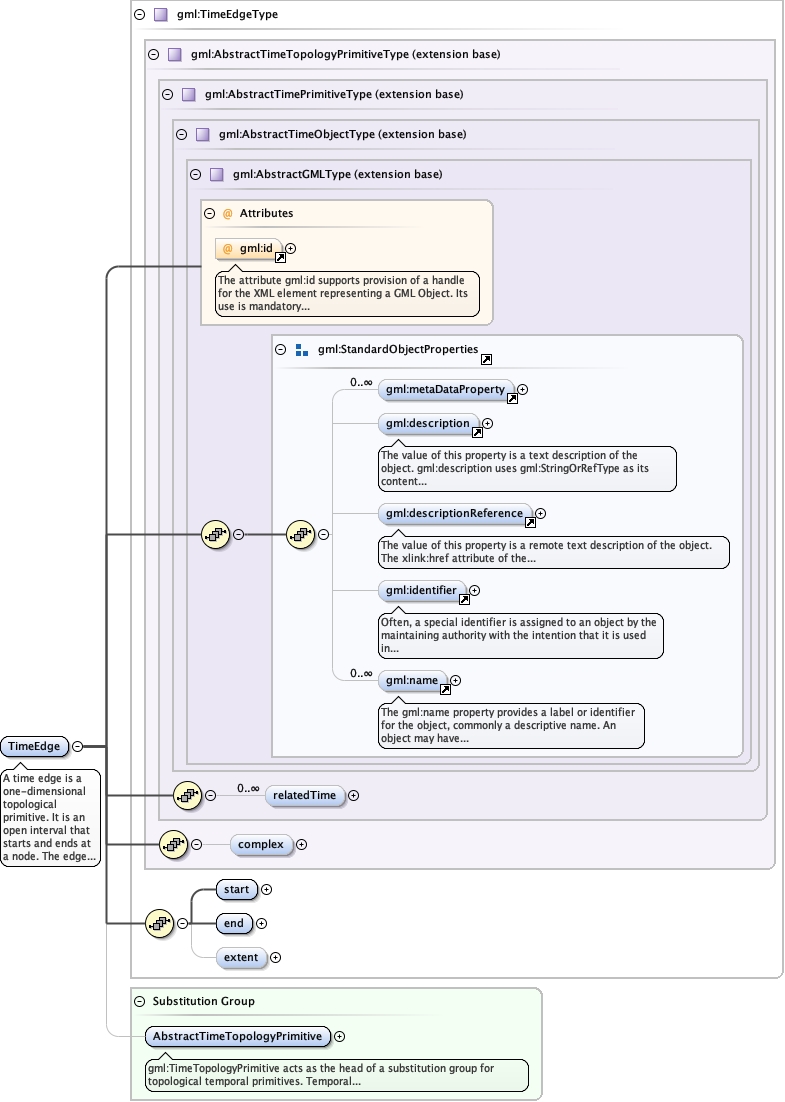 gml:TimeEdgeType
gml:AbstractTimeTopologyPrimitiveType (extension base)
gml:AbstractTimePrimitiveType (extension base)
gml:AbstractTimeObjectType (extension base)
gml:AbstractGMLType (extension base)
@ Attributes
@ gml:id
The attribute gml:id supports provision of a handle
for the XML element representing a GML Object. Its
use is mandatory...
gml:StandardObjectProperties
0..∞
gml:metaDataProperty
gml:description
The value of this property is a text description of the
object. gml:description uses gml:StringOrRefType as its
content...
gml:descriptionReference
The value of this property is a remote text description of the object.
The xlink:href attribute of the...
gml:identifier
Often, a special identifier is assigned to an object by the
maintaining authority with the intention that it is used
in...
0..∞
gml:name
The gml:name property provides a label or identifier
for the object, commonly a descriptive name. An
object may have...
TimeEdge
A time edge is a
one-dimensional
topological
primitive. It is an
open interval that
starts and ends at
a node. The edge...
0..∞
relatedTime
complex
start
end
extent
Substitution Group
AbstractTimeTopologyPrimitive
gml:TimeTopologyPrimitive acts as the head of a substitution group for
topological temporal primitives. Temporal...